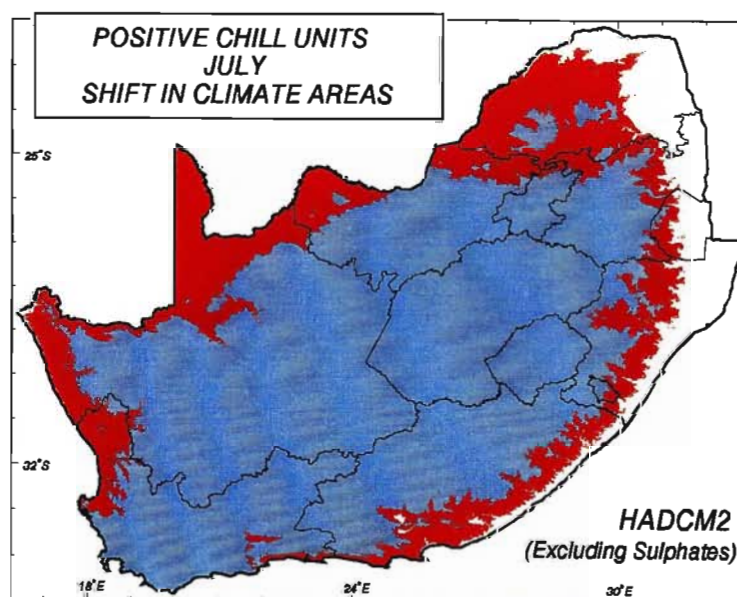 POSITIVE CHILL UNITS
JULY
SHIFT IN CLIMATE AREAS
25°S
32°S
HADCM2
(Excluding Sulphates)
18°E
24°E
30°E